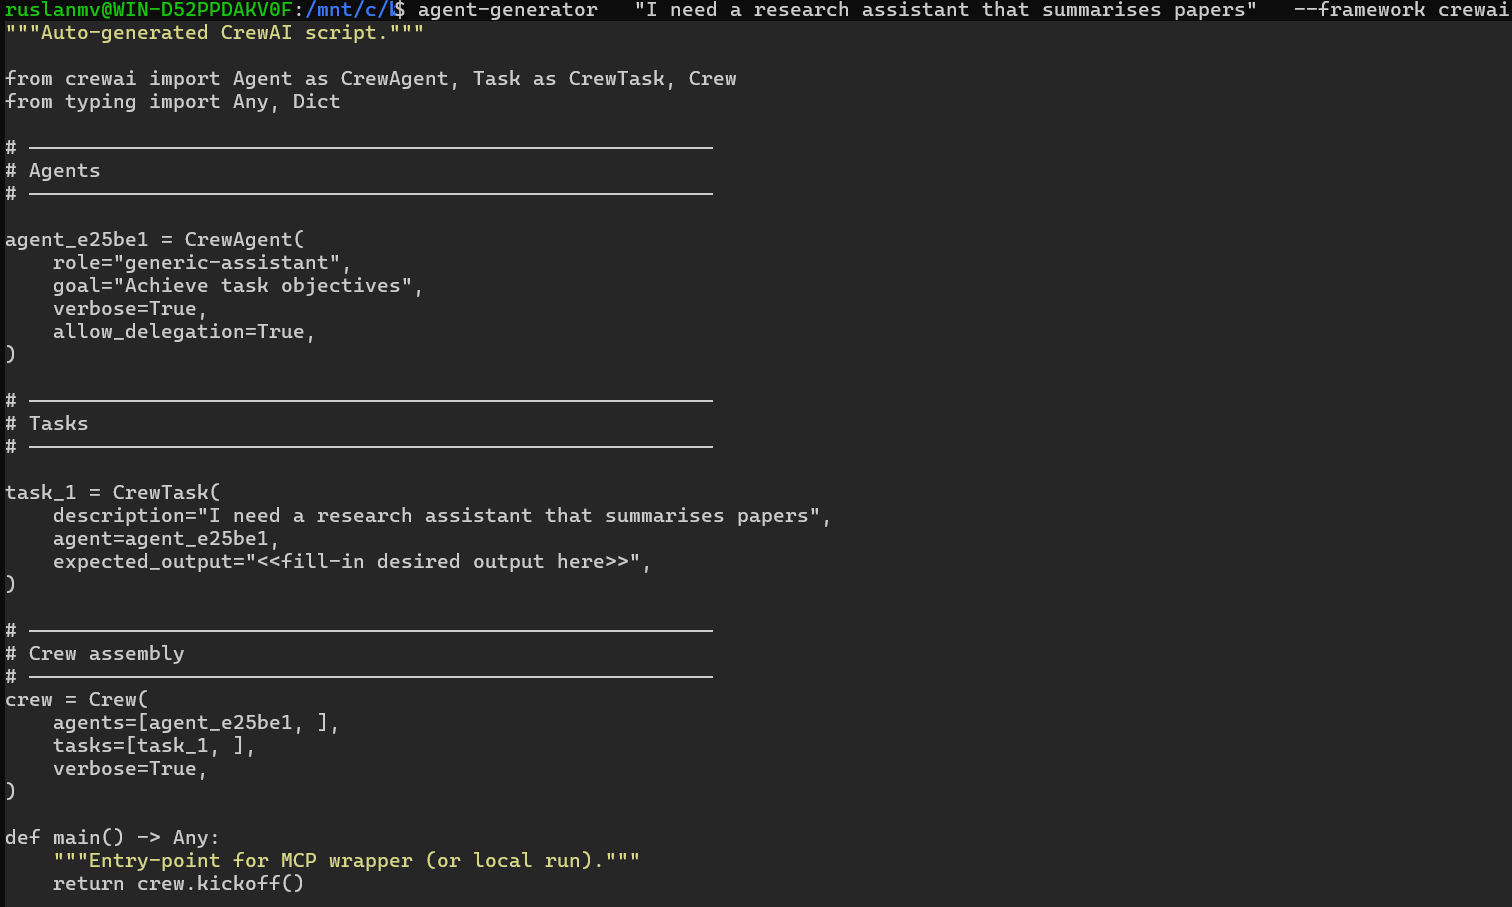 ruslanmv@WIN-D52PPDAKV0F:/mnt/c/$ agent-generator   "I need a research assistant that summarises papers"   --framework crewai
"""Auto-generated CrewAI script."""
from crewai import Agent as CrewAgent, Task as CrewTask, Crew
from typing import Any, Dict
# ─────────────────────────────────────────────────────────
# Agents
# ─────────────────────────────────────────────────────────
agent_e25be1 = CrewAgent(
    role="generic-assistant",
    goal="Achieve task objectives",
    verbose=True,
    allow_delegation=True,
)
# ─────────────────────────────────────────────────────────
# Tasks
# ─────────────────────────────────────────────────────────
task_1 = CrewTask(
    description="I need a research assistant that summarises papers",
    agent=agent_e25be1,
    expected_output="<<fill-in desired output here>>",
)
# ─────────────────────────────────────────────────────────
# Crew assembly
# ─────────────────────────────────────────────────────────
crew = Crew(
    agents=[agent_e25be1, ],
    tasks=[task_1, ],
    verbose=True,
)
def main() -> Any:
    """Entry-point for MCP wrapper (or local run)."""
    return crew.kickoff()